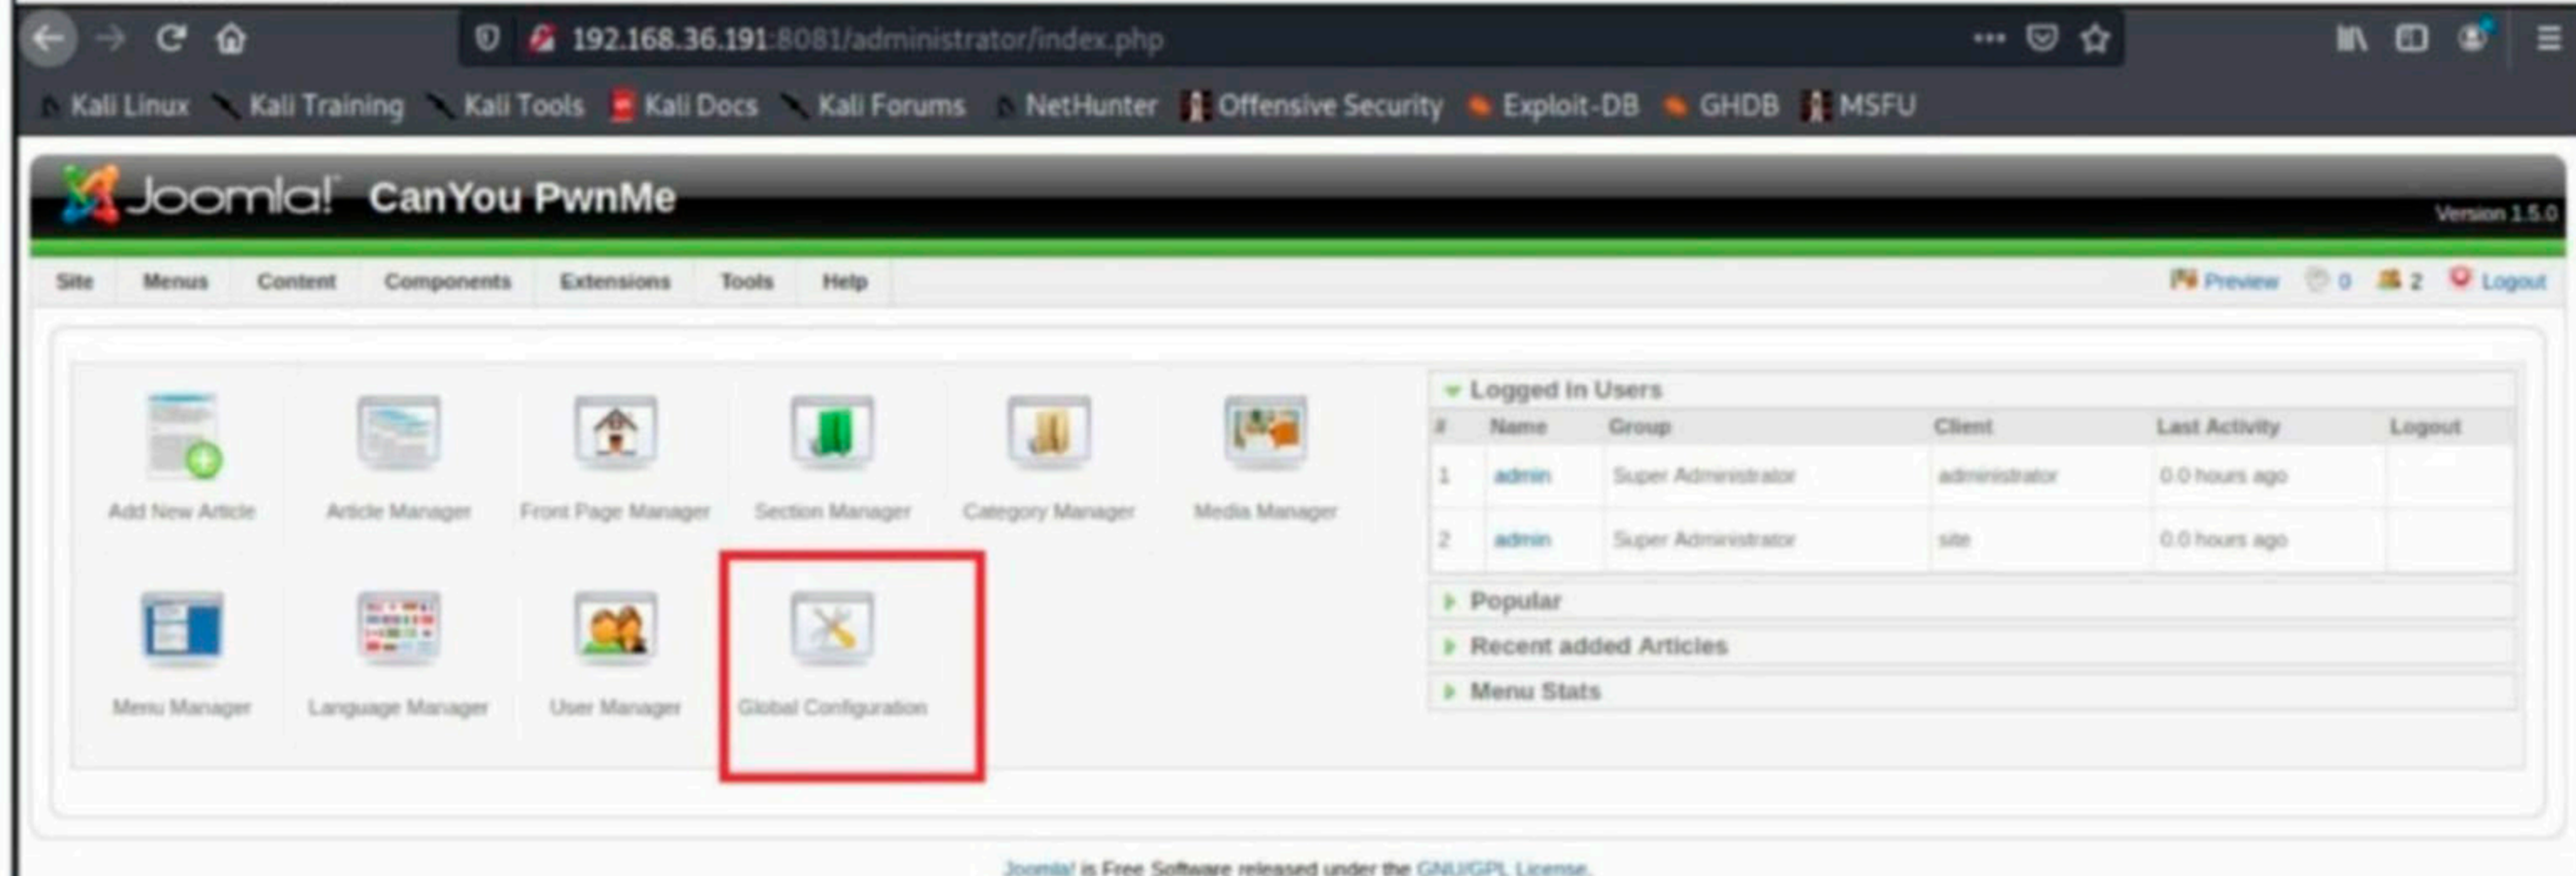 192.168.36.191:8081/administrator/index.php
Kali Linux Kali Training Kali Tools Kali Docs Kali Forums NetHunter Offensive Security Exploit-DB GHDB MSFU
Joomla!™ CanYou PwnMe
Version 1.5.0
Site Menus Content Components Extensions Tools Help Preview 0 2 Logout
Add New Article Article Manager Front Page Manager Section Manager Category Manager Media Manager
Menu Manager Language Manager User Manager Global Configuration
Logged in Users
# Name Group Client Last Activity Logout
1 admin Super Administrator administrator 0.0 hours ago
2 admin Super Administrator site 0.0 hours ago
Popular
Recent added Articles
Menu Stats
Joomla! is Free Software released under the GNU/GPL License.